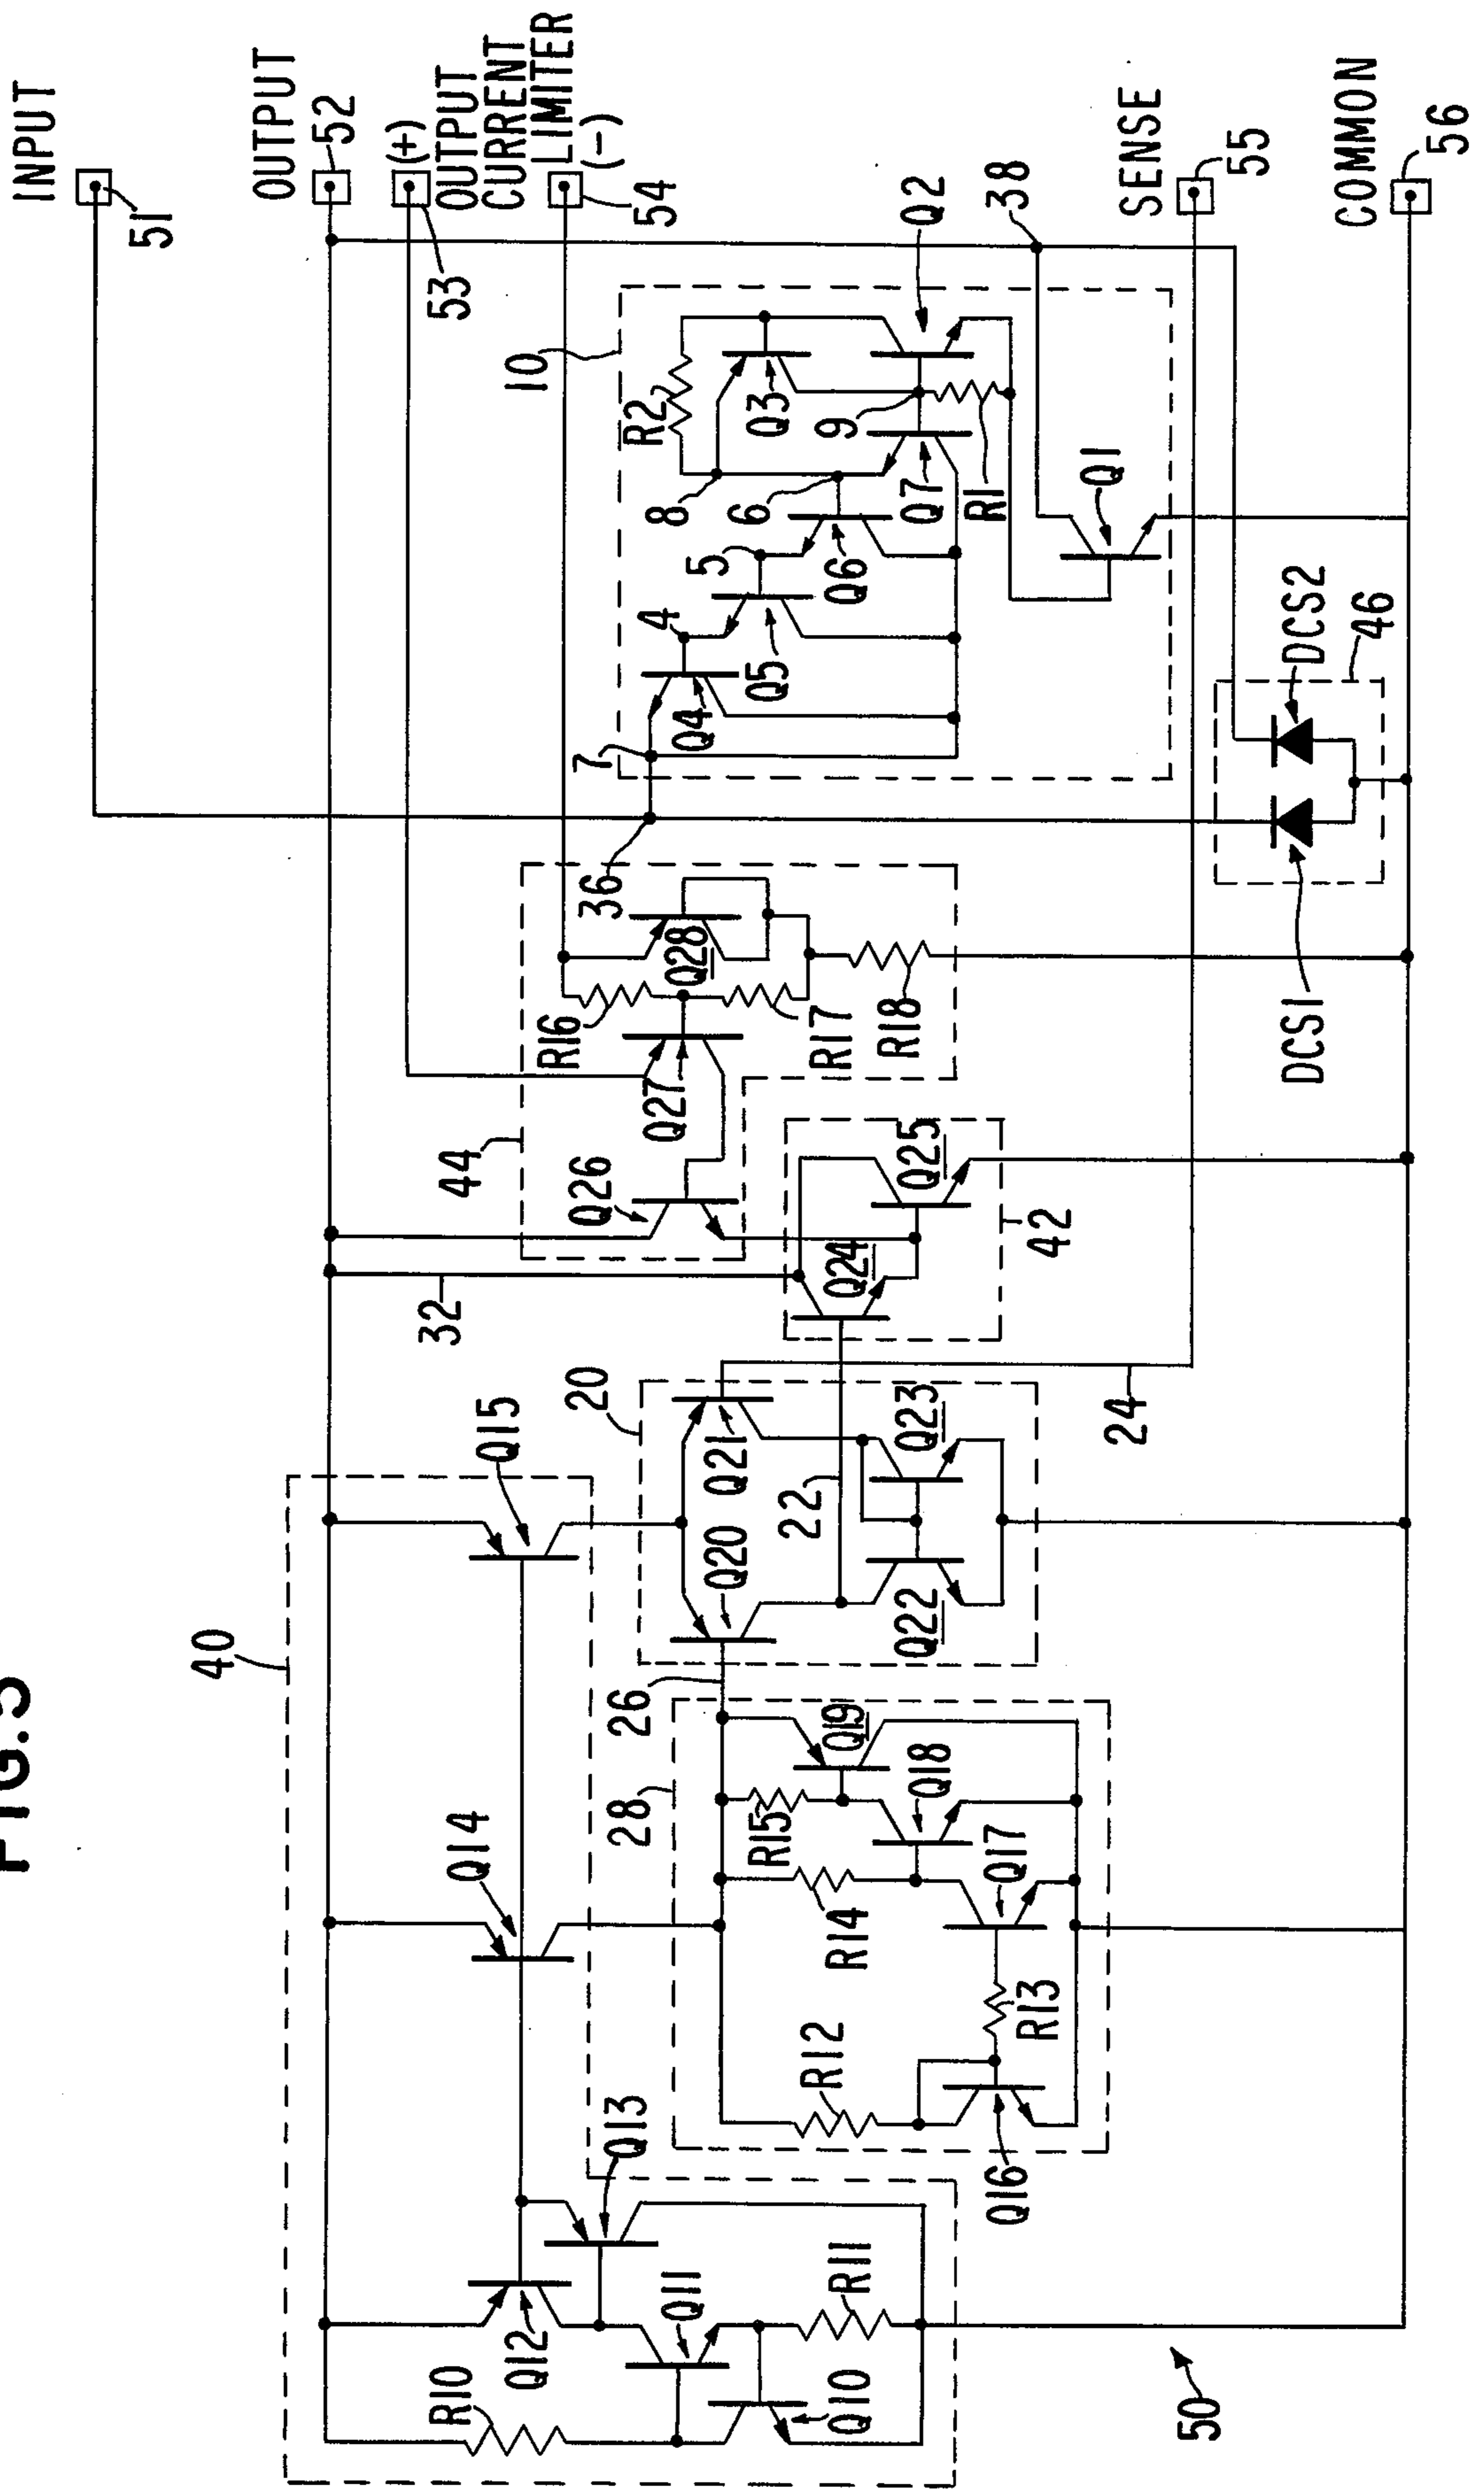 FIG.5
INPUT
51
OUTPUT
52
(+)
53
OUTPUT
CURRENT
LIMITER
(-)
54
SENSE
55
COMMON
56
10
R2
Q3
Q2
38
8
9
6
Q7
R1
5
Q6
4
Q5
Q4
7
Q1
DCS2
46
DCS1
36
Q28
R16
R17
R18
Q27
44
Q26
Q25
42
Q24
32
20
Q21
Q23
24
22
Q15
Q20
Q22
40
26
28
Q19
R15
Q18
Q14
R14
Q17
R13
R12
Q16
Q13
Q12
Q11
R11
R10
Q10
50